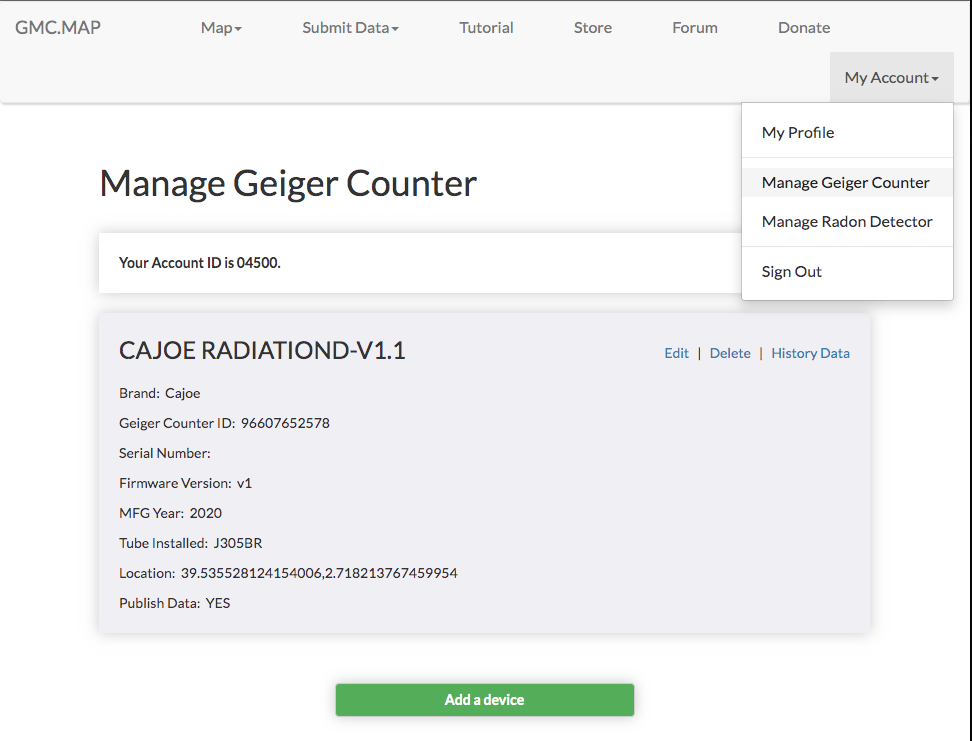 GMC.MAP Map Submit Data Tutorial Store Forum Donate
My Account
My Profile
Manage Geiger Counter
Manage Radon Detector
Sign Out
Manage Geiger Counter
Your Account ID is 04500.
CAJOE RADIATIOND-V1.1
Edit | Delete | History Data
Brand: Cajoe
Geiger Counter ID: 96607652578
Serial Number:
Firmware Version: v1
MFG Year: 2020
Tube Installed: J305BR
Location: 39.535528124154006,2.718213767459954
Publish Data: YES
Add a device